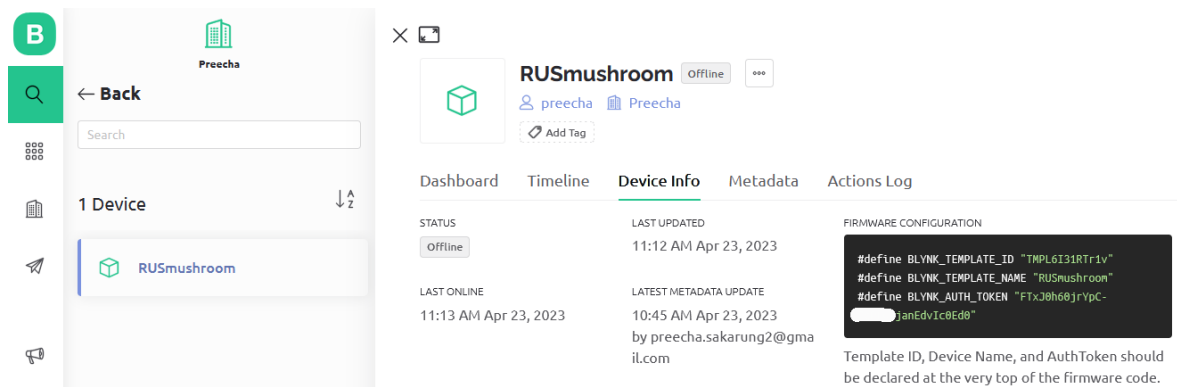 B
Preecha
← Back
Search
1 Device
A
Z
RUSmushroom
RUSmushroom Offline
preecha Preecha
Add Tag
Dashboard Timeline Device Info Metadata Actions Log
STATUS
Offline
LAST UPDATED
11:12 AM Apr 23, 2023
LAST ONLINE
11:13 AM Apr 23, 2023
LATEST METADATA UPDATE
10:45 AM Apr 23, 2023
by preecha.sakarung2@gma
il.com
FIRMWARE CONFIGURATION
#define BLYNK_TEMPLATE_ID "TMPL6I31RTr1v"
#define BLYNK_TEMPLATE_NAME "RUSmushroom"
#define BLYNK_AUTH_TOKEN "FTxJ0h60jrYpC-
janEdvIc0Ed0"
Template ID, Device Name, and AuthToken should
be declared at the very top of the firmware code.